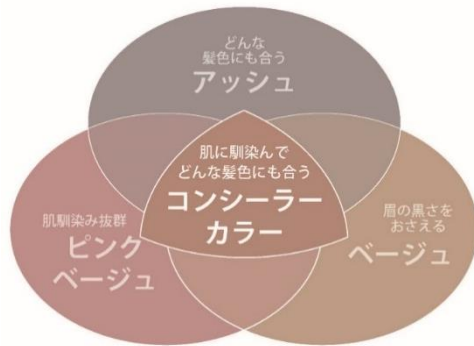 どんな
髪色にも合う
アッシュ
肌に馴染んで
どんな髪色にも合う
コンシーラー
カラー
肌馴染み抜群
ピンク
ベージュ
眉の黒さを
おさえる
ベージュ